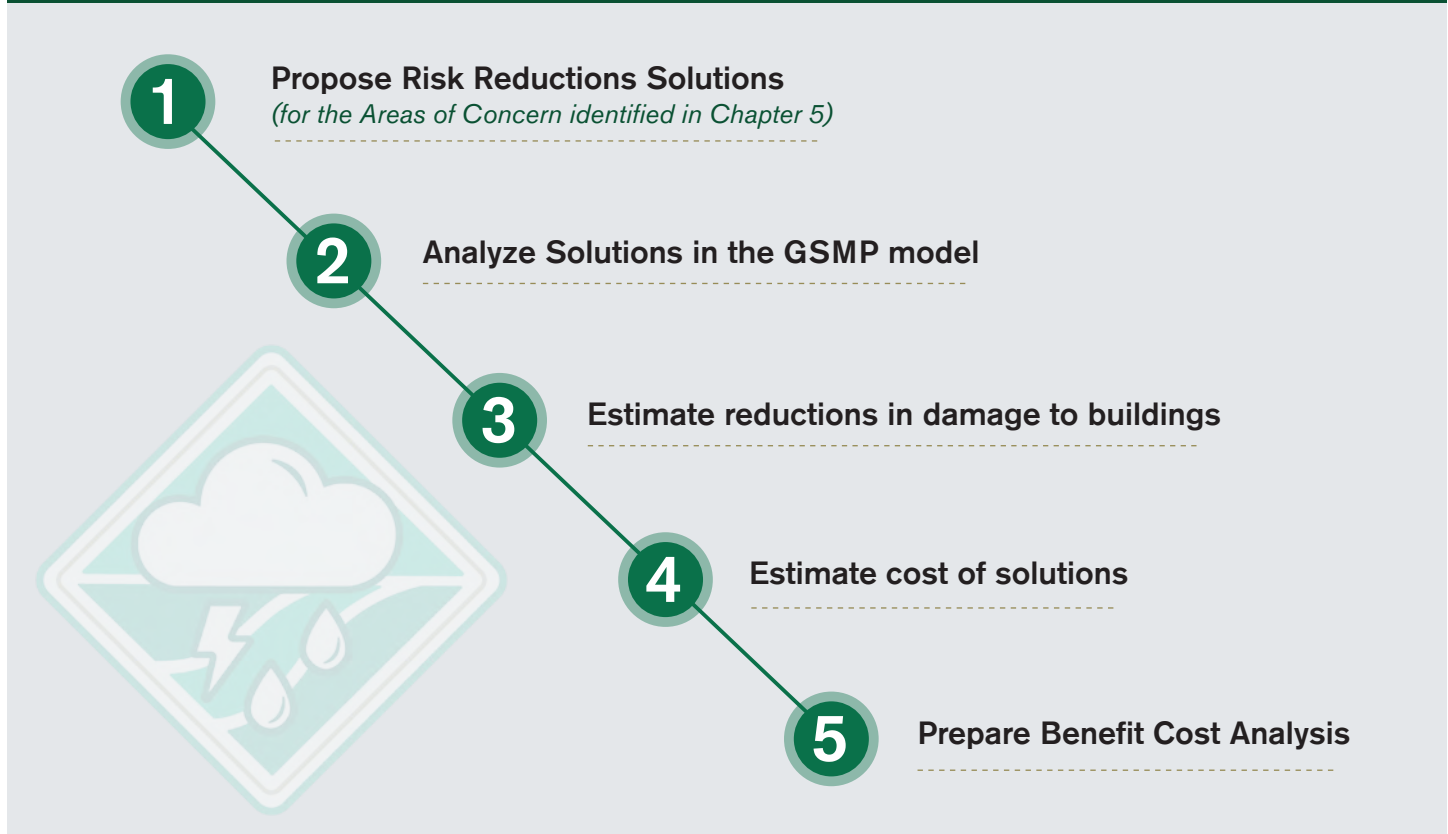 1
Propose Risk Reductions Solutions
(for the Areas of Concern identified in Chapter 5)
2
Analyze Solutions in the GSMP model
3
Estimate reductions in damage to buildings
4
Estimate cost of solutions
5
Prepare Benefit Cost Analysis